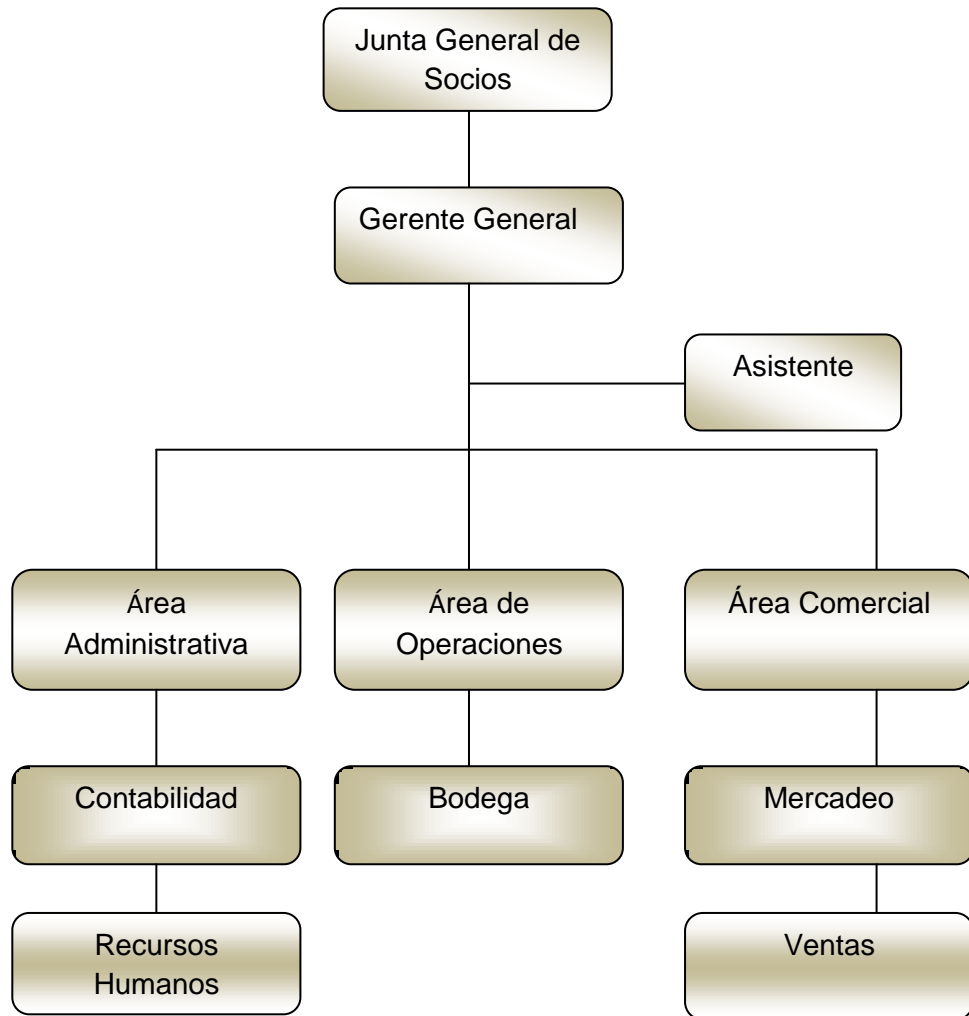 Junta General de
Socios
Gerente General
Asistente
Área
Administrativa
Área de
Operaciones
Área Comercial
Contabilidad
Bodega
Mercadeo
Recursos
Humanos
Ventas